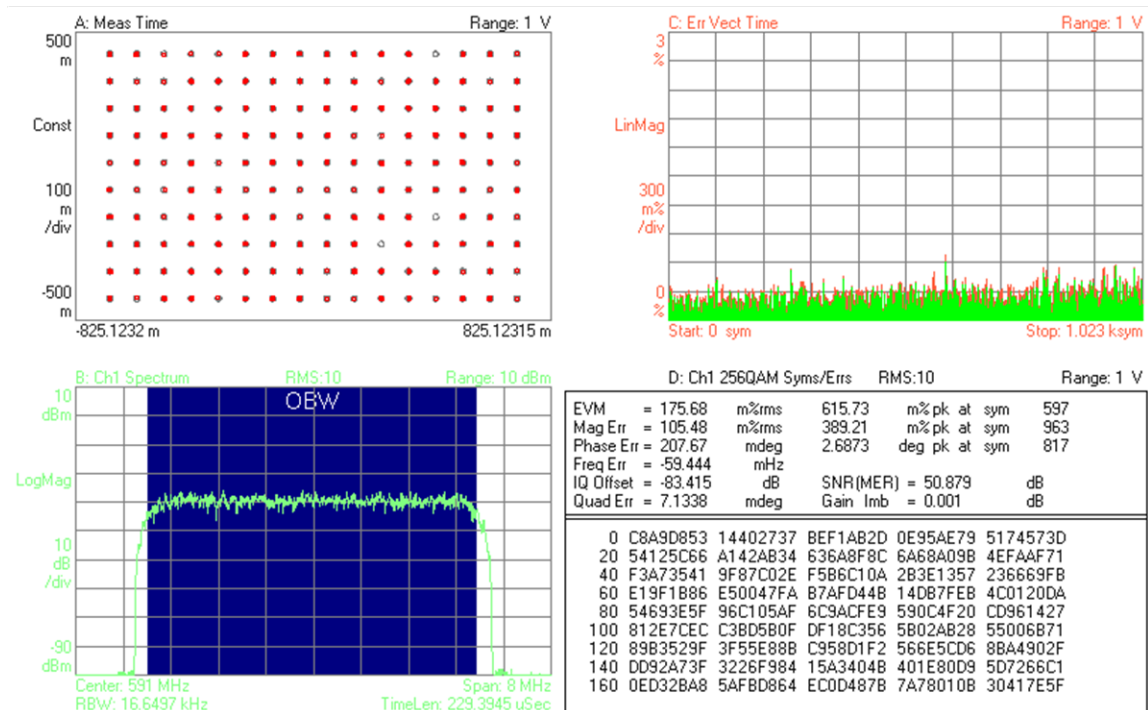 A: Meas Time Range: 1 V
500
m
Const
100
m
/div
-500
m
-825.1232 m 825.12315 m
C: Err Vect Time Range: 1 V
3
%
LinMag
300
m%
/div
0
%
Start: 0 sym Stop: 1.023 ksym
B: Ch1 Spectrum RMS:10 Range: 10 dBm
10
dBm
OBW
LogMag
10
dB
/div
-90
dBm
Center: 591 MHz Span: 8 MHz
RBW: 16.6497 kHz TimeLen: 229.3945 uSec
D: Ch1 256QAM Syms/Errs RMS:10 Range: 1 V
EVM = 175.68 m%rms 615.73 m% pk at sym 597
Mag Err = 105.48 m%rms 389.21 m% pk at sym 963
Phase Err = 207.67 mdeg 2.6873 deg pk at sym 817
Freq Err = -59.444 mHz
IQ Offset = -83.415 dB SNR(MER) = 50.879 dB
Quad Err = 7.1338 mdeg Gain Imb = 0.001 dB
0 C8A9D853 14402737 BEF1AB2D 0E95AE79 5174573D
20 54125C66 A142AB34 636A8F8C 6A68A09B 4EFAAF71
40 F3A73541 9F87C02E F5B6C10A 2B3E1357 236669FB
60 E19F1B86 E50047FA B7AFD44B 14DB7FEB 4C0120DA
80 54693E5F 96C105AF 6C9ACFE9 590C4F20 CD961427
100 812E7CEC C3BD5B0F DF18C356 5B02AB28 55006B71
120 89B3529F 3F55E88B C958D1F2 566E5CD6 8BA4902F
140 DD92A73F 3226F984 15A3404B 401E80D9 5D7266C1
160 0ED32BA8 5AFBD864 EC0D487B 7A78010B 30417E5F